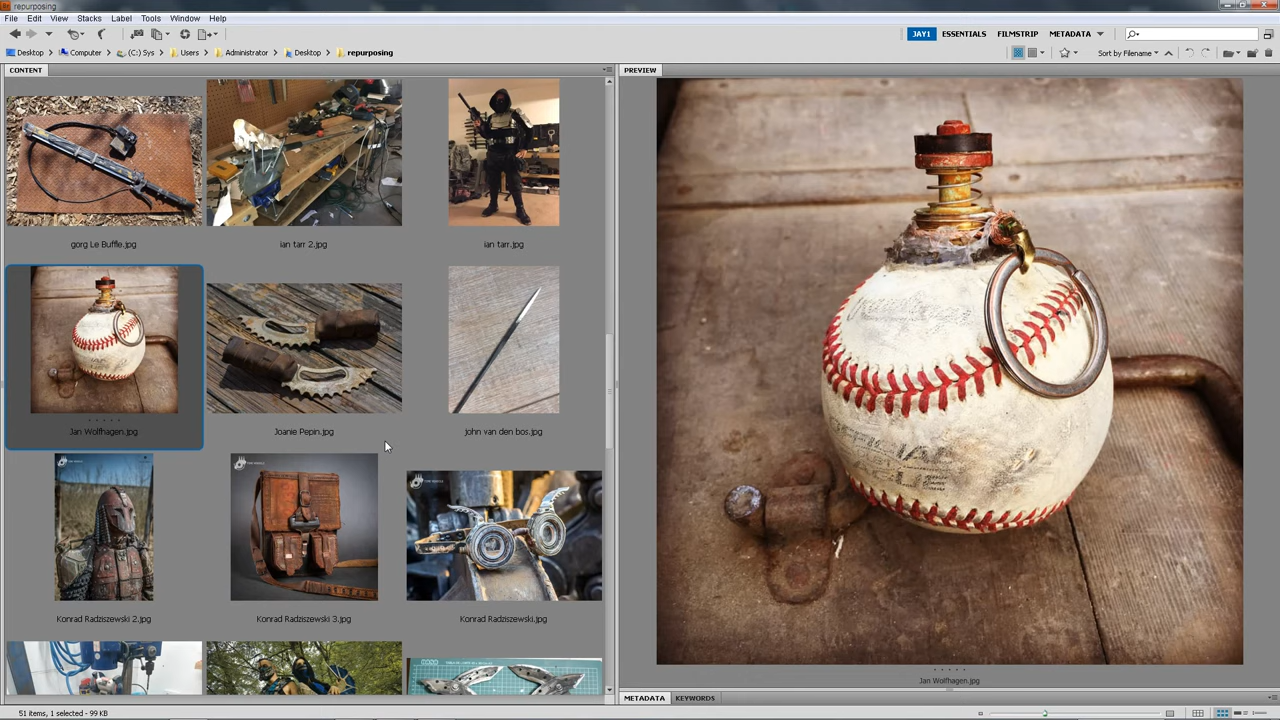 repurposing
File Edit View Stacks Label Tools Window Help
JAY1 ESSENTIALS FILMSTRIP METADATA
Desktop Computer (C:) Sys Users Administrator Desktop repurposing
Sort by Filename
CONTENT
PREVIEW
gorg Le Buffle.jpg ian tarr 2.jpg ian tarr.jpg
Jan Wolfhagen.jpg Joanie Pepin.jpg john van den bos.jpg
Konrad Radziszewski 2.jpg Konrad Radziszewski 3.jpg Konrad Radziszewski.jpg
Jan Wolfhagen.jpg
METADATA KEYWORDS
51 items, 1 selected - 99 KB